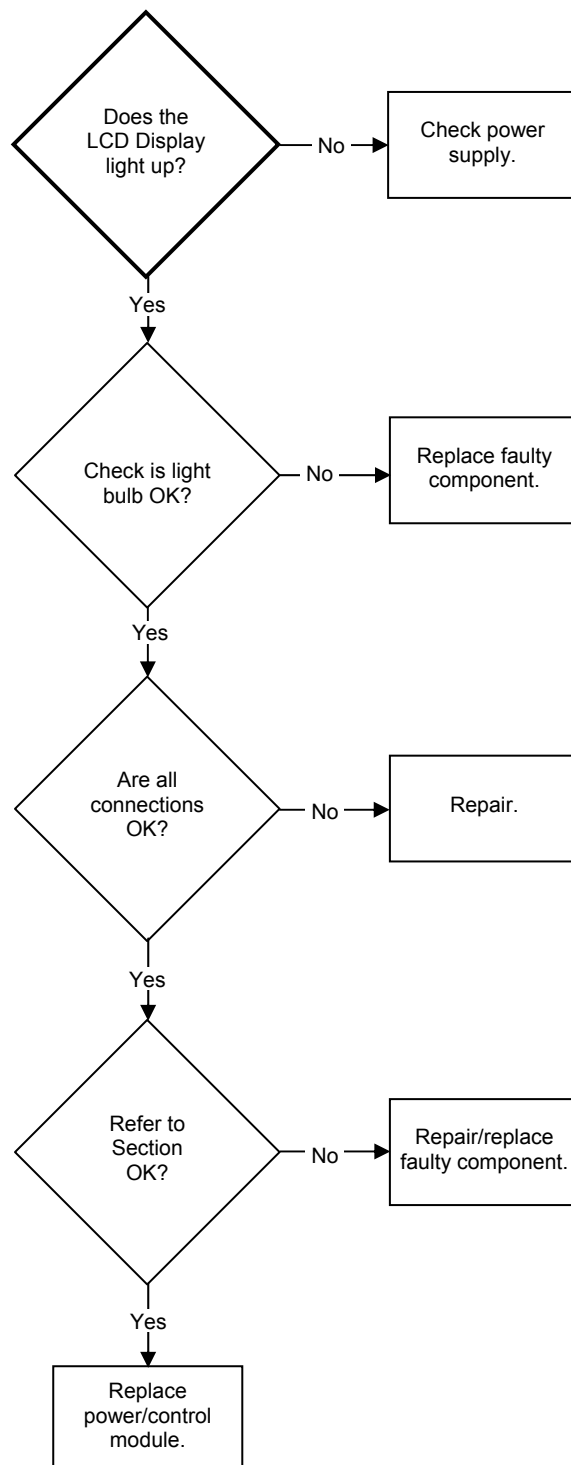 Does the
LCD Display
light up?
No
Check power
supply.
Yes
Check is light
bulb OK?
No
Replace faulty
component.
Yes
Are all
connections
OK?
No
Repair.
Yes
Refer to
Section
OK?
No
Repair/replace
faulty component.
Yes
Replace
power/control
module.